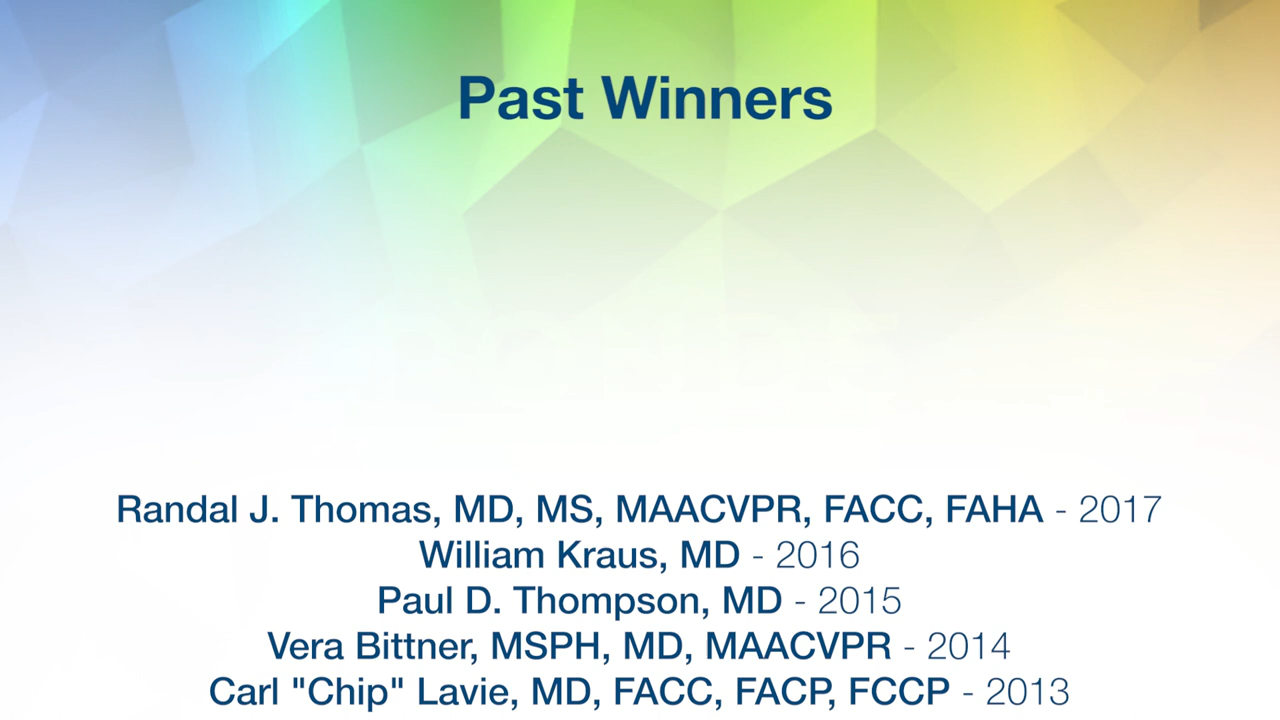 Past Winners
Randal J. Thomas, MD, MS, MAACVPR, FACC, FAHA - 2017
William Kraus, MD - 2016
Paul D. Thompson, MD - 2015
Vera Bittner, MSPH, MD, MAACVPR - 2014
Carl "Chip" Lavie, MD, FACC, FACP, FCCP - 2013